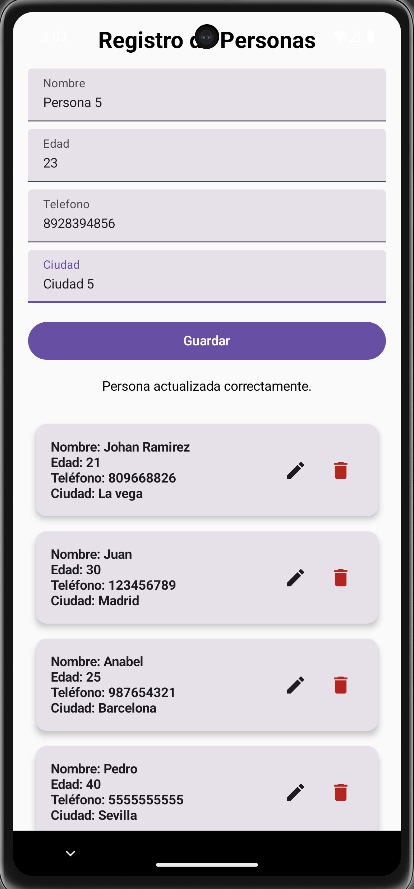 Registro de Personas
Nombre
Persona 5
Edad
23
Telefono
8928394856
Ciudad
Ciudad 5
Guardar
Persona actualizada correctamente.
Nombre: Johan Ramirez
Edad: 21
Teléfono: 809668826
Ciudad: La vega
Nombre: Juan
Edad: 30
Teléfono: 123456789
Ciudad: Madrid
Nombre: Anabel
Edad: 25
Teléfono: 987654321
Ciudad: Barcelona
Nombre: Pedro
Edad: 40
Teléfono: 5555555555
Ciudad: Sevilla